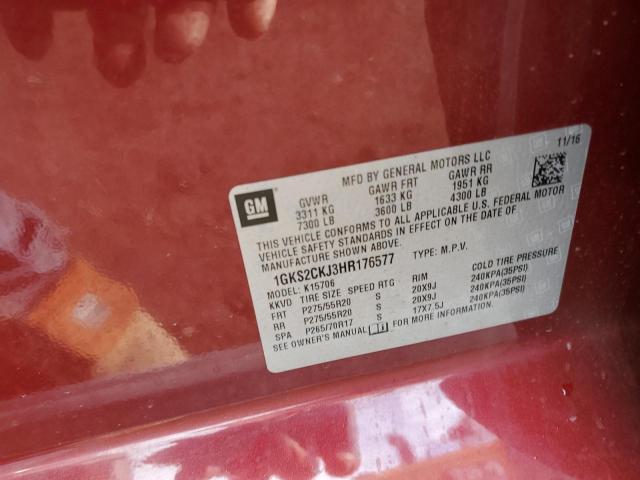 11/16
GM
MFD BY GENERAL MOTORS LLC
GVWR GAWR FRT GAWR RR
3311 KG 1633 KG 1951 KG
7300 LB 3600 LB 4300 LB
THIS VEHICLE CONFORMS TO ALL APPLICABLE U.S. FEDERAL MOTOR
VEHICLE SAFETY STANDARDS IN EFFECT ON THE DATE OF
MANUFACTURE SHOWN ABOVE.
1GKS2CKJ3HR176577 TYPE: M.P.V.
MODEL: K15706
KKVD TIRE SIZE SPEED RTG RIM COLD TIRE PRESSURE
FRT P275/55R20 S 20X9J 240KPA(35PSI)
RR P275/55R20 S 20X9J 240KPA(35PSI)
SPA P265/70R17 S 17X7.5J 240KPA(35PSI)
SEE OWNER'S MANUAL FOR MORE INFORMATION.